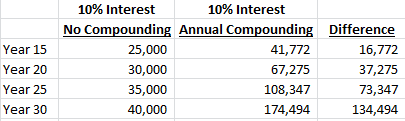 10% Interest 10% Interest
No Compounding Annual Compounding Difference
Year 15 25,000 41,772 16,772
Year 20 30,000 67,275 37,275
Year 25 35,000 108,347 73,347
Year 30 40,000 174,494 134,494